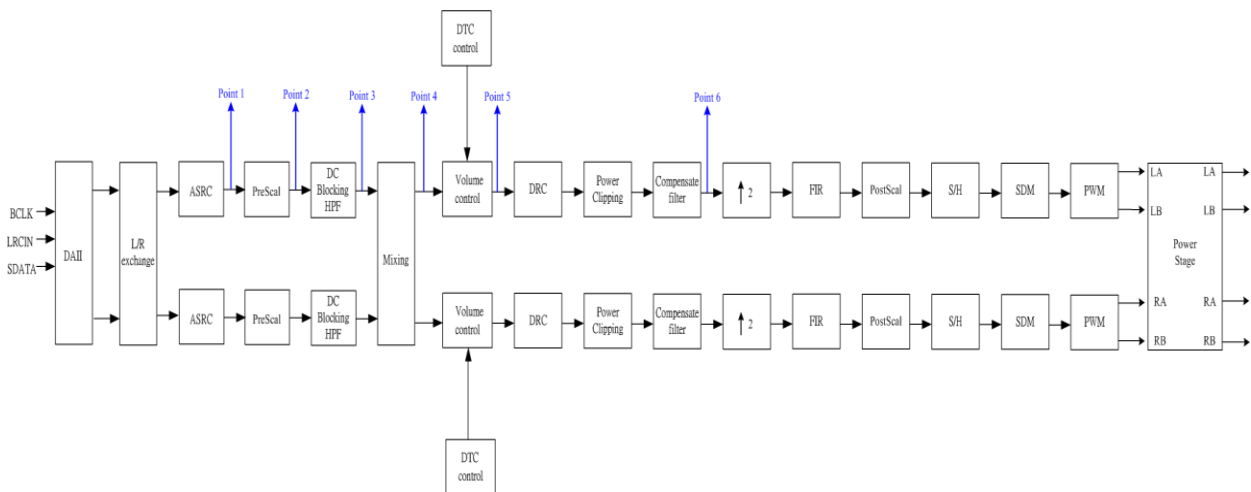 DTC
control
Point 1
Point 2
Point 3
Point 4
Point 5
Point 6
BCLK
LRCIN
SDATA
DAII
L/R
exchange
ASRC
PreScal
DC
Blocking
HPF
Mixing
Volume
control
DRC
Power
Clipping
Compensate
filter
↑ 2
FIR
PostScal
S/H
SDM
PWM
LA
LB
LA
LB
Power
Stage
RA
RB
RA
RB
ASRC
PreScal
DC
Blocking
HPF
Volume
control
DRC
Power
Clipping
Compensate
filter
↑ 2
FIR
PostScal
S/H
SDM
PWM
DTC
control